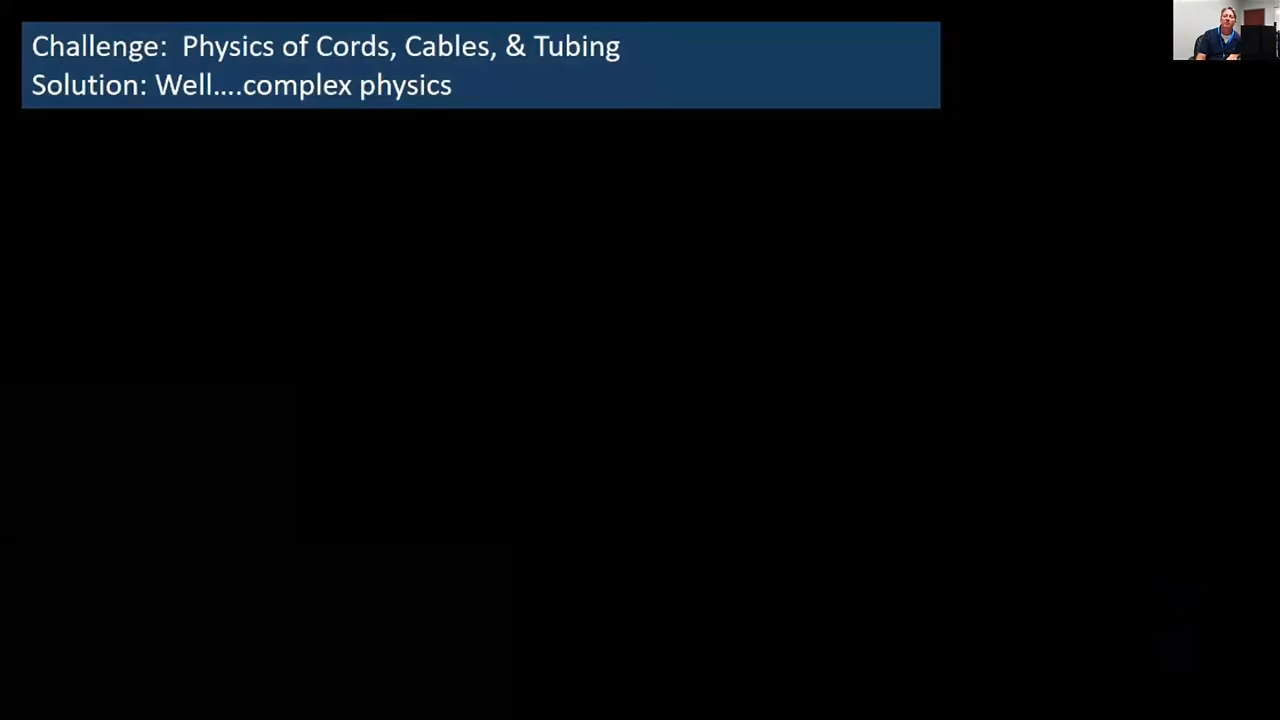 Challenge:  Physics of Cords, Cables, & Tubing
Solution: Well....complex physics